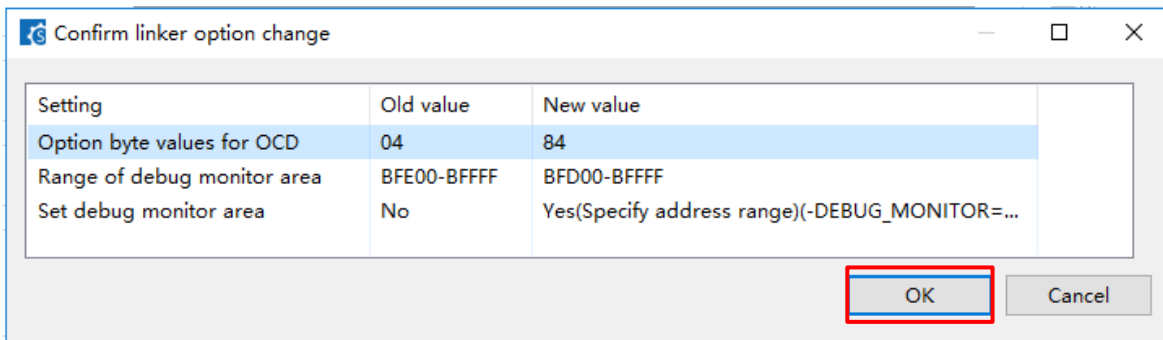 Confirm linker option change
Setting Old value New value
Option byte values for OCD 04 84
Range of debug monitor area BFE00-BFFFF BFD00-BFFFF
Set debug monitor area No Yes(Specify address range)(-DEBUG_MONITOR=...
OK Cancel